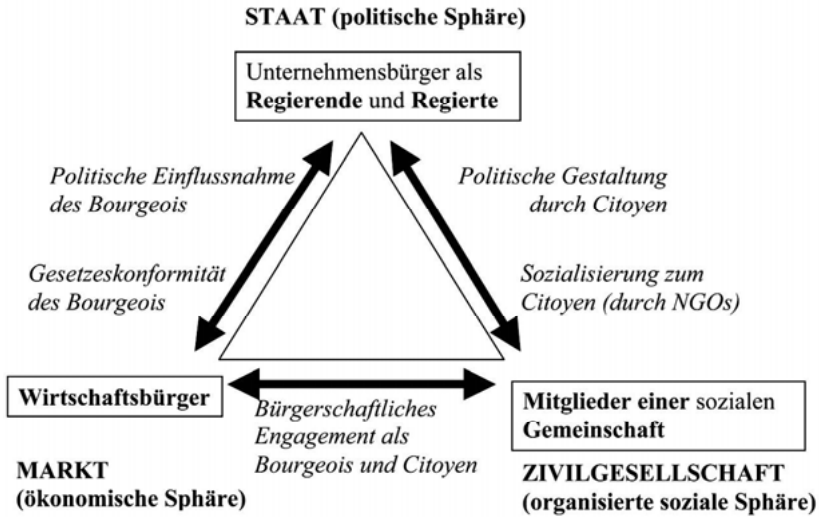 STAAT (politische Sphäre)
Unternehmensbürger als
Regierende und Regierte
Politische Einflussnahme
des Bourgeois
Politische Gestaltung
durch Citoyen
Gesetzeskonformität
des Bourgeois
Sozialisierung zum
Citoyen (durch NGOs)
Wirtschaftsbürger
Bürgerschaftliches
Engagement als
Bourgeois und Citoyen
Mitglieder einer sozialen
Gemeinschaft
MARKT
(ökonomische Sphäre)
ZIVILGESELLSCHAFT
(organisierte soziale Sphäre)